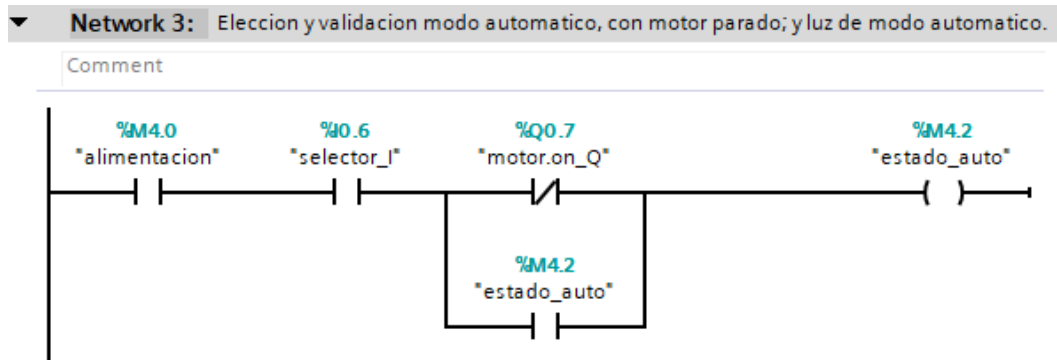 Network 3: Eleccion y validacion modo automatico, con motor parado; y luz de modo automatico.
Comment
%M4.0 %I0.6 %Q0.7 %M4.2
"alimentacion" "selector_I" "motor.on_Q" "estado_auto"
%M4.2
"estado_auto"